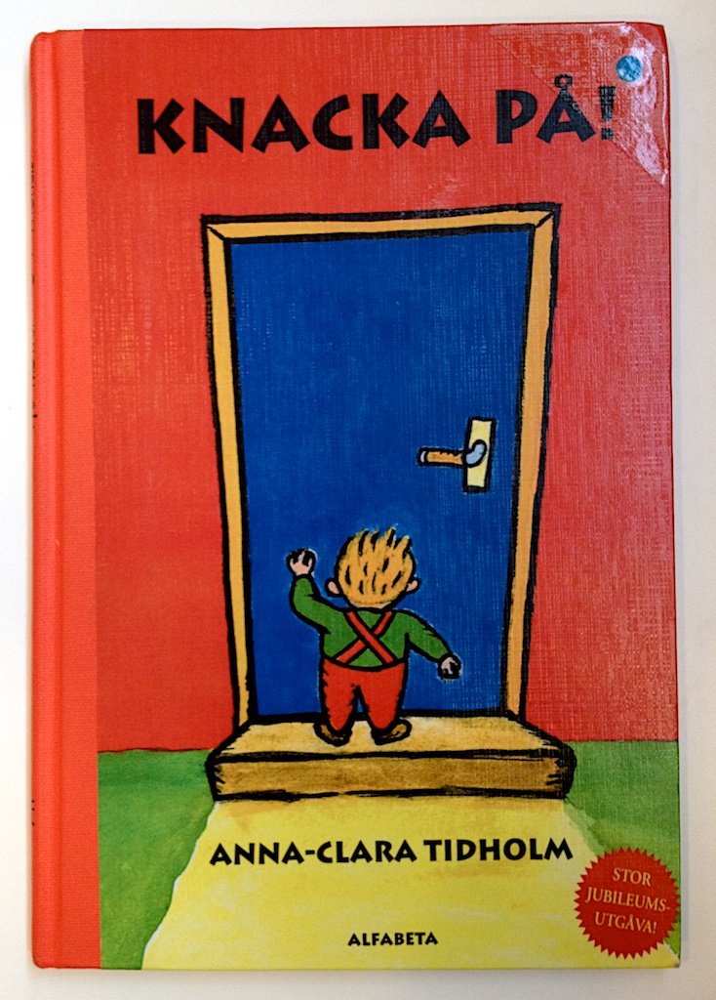 KNACKA PÅ!
ANNA-CLARA TIDHOLM
STOR
JUBILEUMS-
UTGÅVA!
ALFABETA